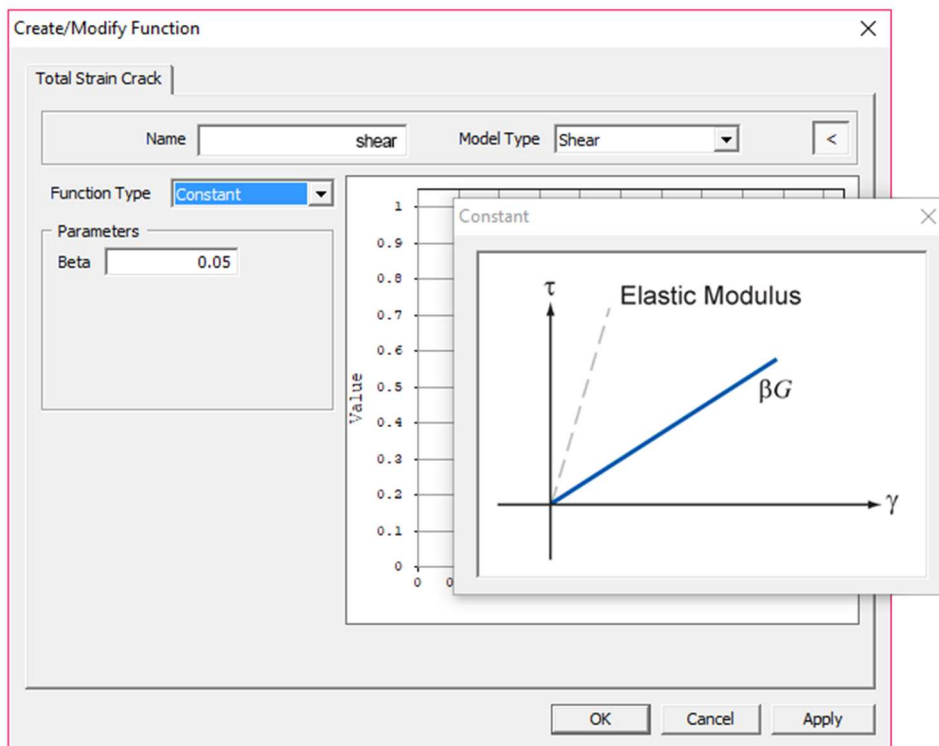 Create/Modify Function
Total Strain Crack
Name shear Model Type Shear <
Function Type Constant
Parameters
Beta 0.05
Value
1
0.9
0.8
0.7
0.6
0.5
0.4
0.3
0.2
0.1
0
0
Constant
τ
Elastic Modulus
βG
γ
OK Cancel Apply